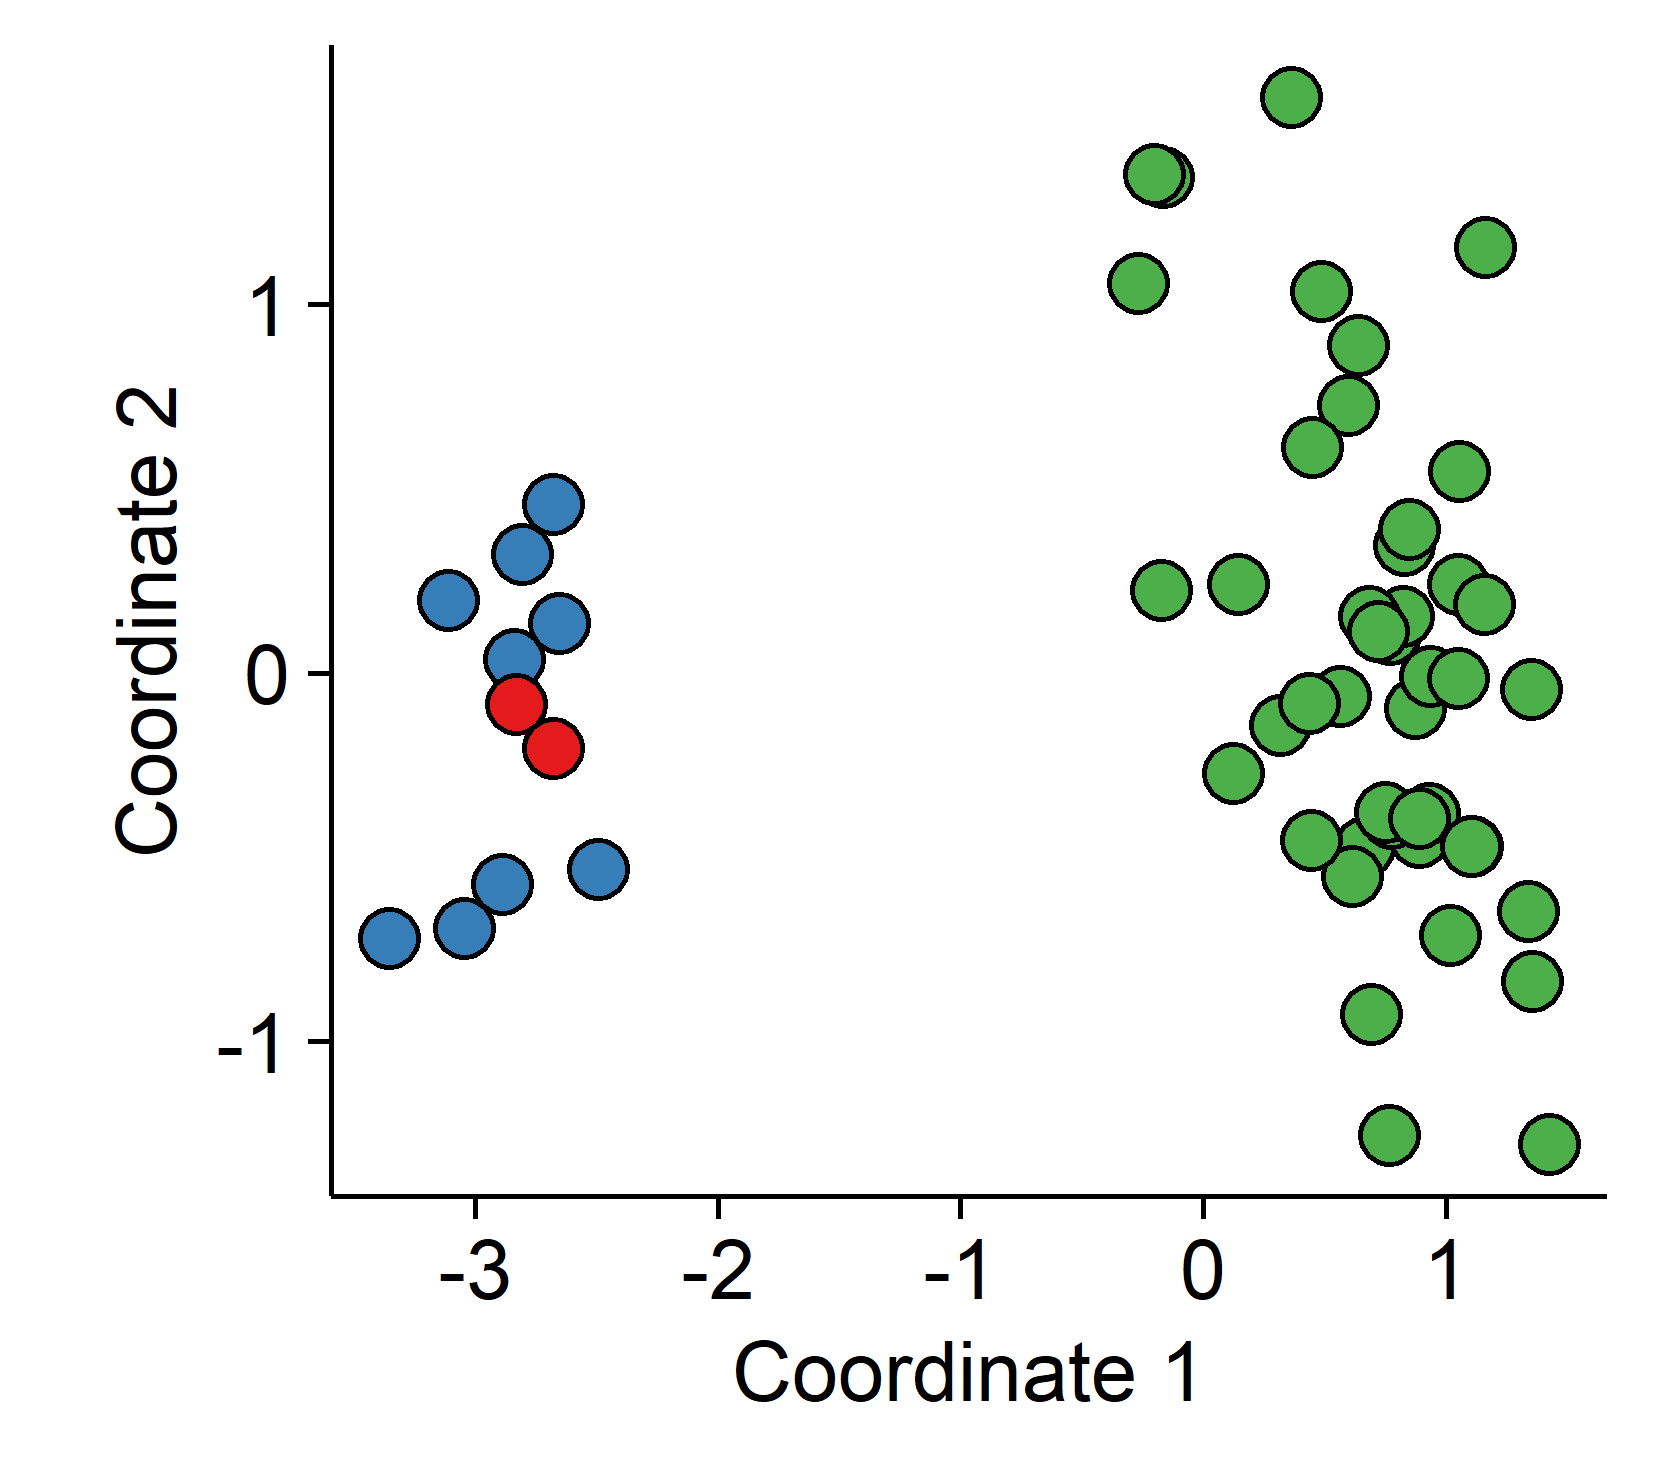 Coordinate 2
1
0
-1
-3 -2 -1 0 1
Coordinate 1